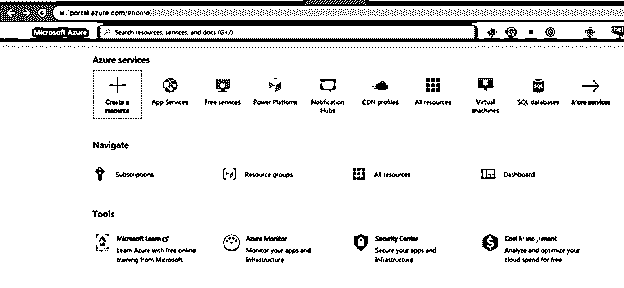 portal.azure.com/#home
Microsoft Azure
Search resources, services, and docs (G+/)
Azure services
Create a resource
App Services
Free services
Power Platform
Notification Hubs
CDN profiles
All resources
Virtual machines
SQL databases
More services
Navigate
Subscriptions
Resource groups
All resources
Dashboard
Tools
Microsoft Learn
Learn Azure with free online
training from Microsoft
Azure Monitor
Monitor your apps and
infrastructure
Security Center
Secure your apps and
infrastructure
Cost Management
Analyze and optimize your
cloud spend for free